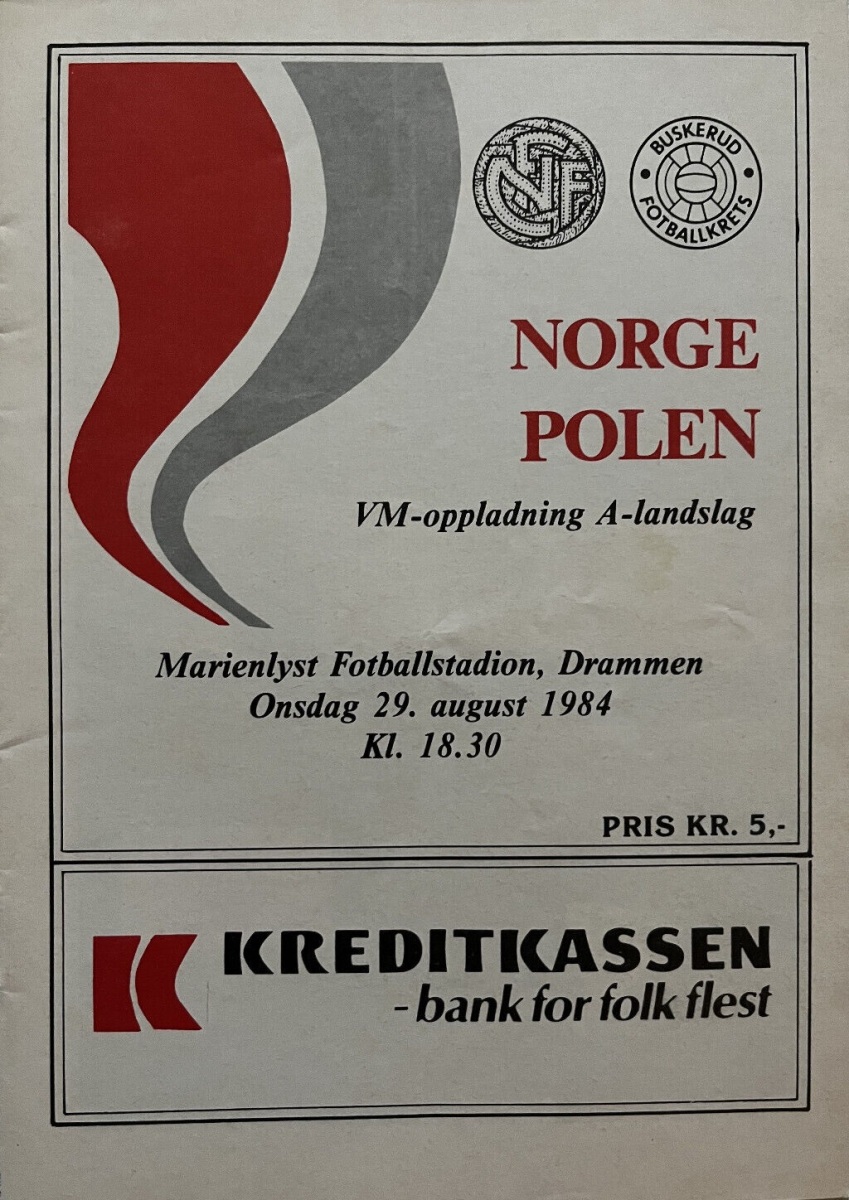 NFF
BUSKERUD
FOTBALLKRETS
NORGE
POLEN
VM-oppladning A-landslag
Marienlyst Fotballstadion, Drammen
Onsdag 29. august 1984
Kl. 18.30
PRIS KR. 5,-
K KREDITKASSEN
-bank for folk flest